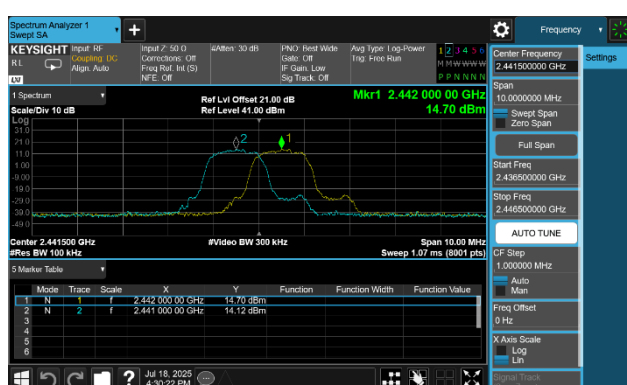 Spectrum Analyzer 1
Swept SA
Frequency
KEYSIGHT
RL
LXI
Input: RF
Coupling: DC
Align: Auto
Input Z: 50 Ω
Corrections: Off
Freq Ref: Int (S)
NFE: Off
#Atten: 30 dB
PNO: Best Wide
Gate: Off
IF Gain: Low
Sig Track: Off
Avg Type: Log-Power
Trig: Free Run
1 2 3 4 5 6
M M W W W W
P P N N N N
Center Frequency
2.441500000 GHz
Settings
1 Spectrum
Scale/Div 10 dB
Ref Lvl Offset 21.00 dB
Ref Level 41.00 dBm
Mkr1 2.442 000 00 GHz
14.70 dBm
Span
10.0000000 MHz
Swept Span
Zero Span
Full Span
Start Freq
2.436500000 GHz
Stop Freq
2.446500000 GHz
AUTO TUNE
CF Step
1.000000 MHz
Auto
Man
Freq Offset
0 Hz
X Axis Scale
Log
Lin
Signal Track
Log
31.0
21.0
11.0
1.00
-9.00
-19.0
-29.0
-39.0
-49.0
2
1
Center 2.441500 GHz
#Res BW 100 kHz
#Video BW 300 kHz
Span 10.00 MHz
Sweep 1.07 ms (8001 pts)
5 Marker Table
Mode Trace Scale X Y Function Function Width Function Value
1 N 1 f 2.442 000 00 GHz 14.70 dBm
2 N 2 f 2.441 000 00 GHz 14.12 dBm
3
4
5
6
?
Jul 18, 2025
4:30:22 PM